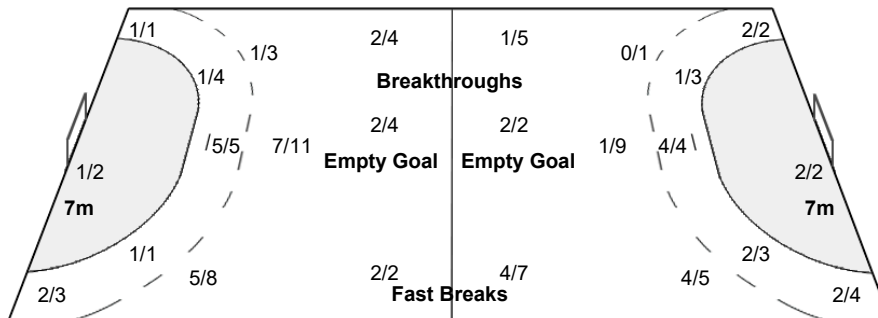 1/1 2/4 1/5 2/2
1/3 0/1
1/4 Breakthroughs 1/3
2/4 2/2
5/5 7/11 1/9 4/4
Empty Goal Empty Goal
1/2 2/2
7m 7m
1/1 2/3
5/8 2/2 4/7 4/5
2/3 Fast Breaks 2/4